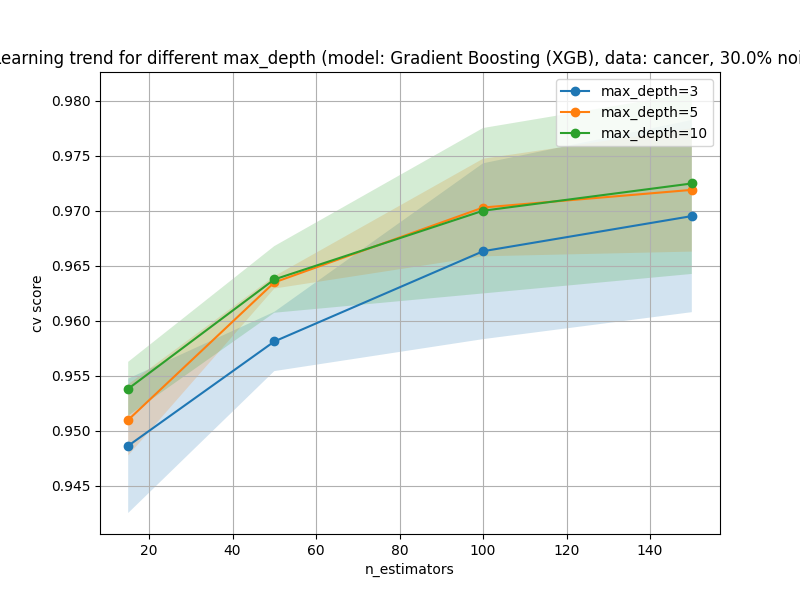 earning trend for different max_depth (model: Gradient Boosting (XGB), data: cancer, 30.0% noi
max_depth=3
max_depth=5
max_depth=10
0.980
0.975
0.970
0.965
0.960
0.955
0.950
0.945
cv score
20 40 60 80 100 120 140
n_estimators